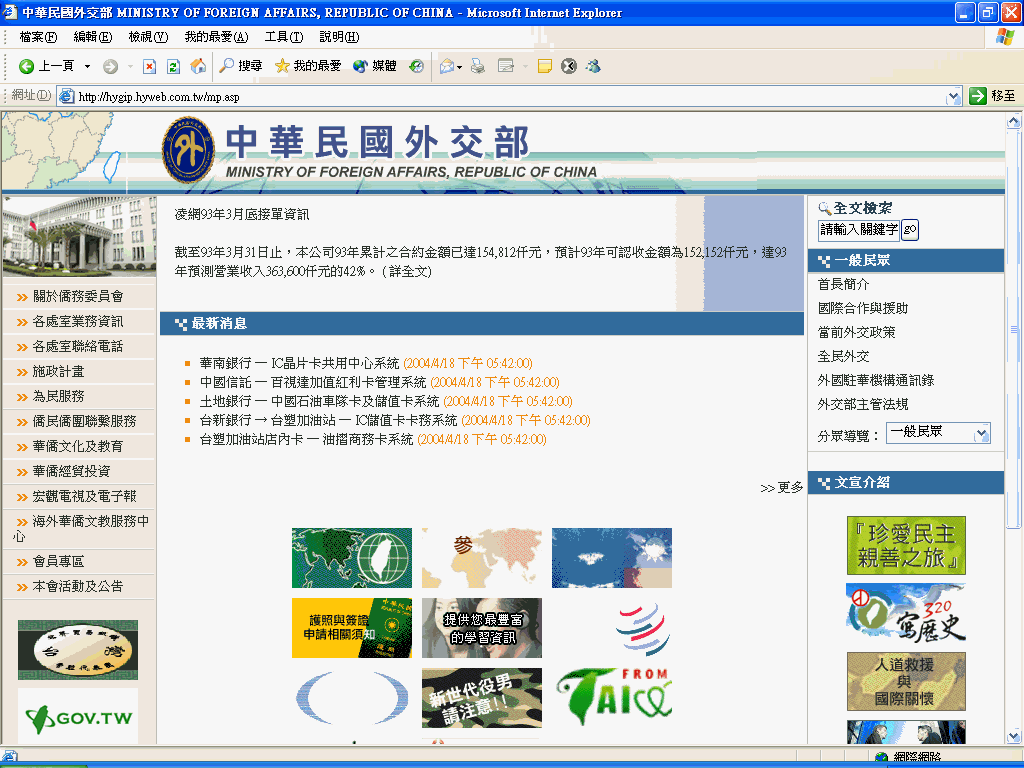 中華民國外交部 MINISTRY OF FOREIGN AFFAIRS, REPUBLIC OF CHINA - Microsoft Internet Explorer
檔案(F) 編輯(E) 檢視(V) 我的最愛(A) 工具(T) 說明(H)
上一頁 搜尋 我的最愛 媒體
網址(D) http://hygip.hyweb.com.tw/mp.asp 移至
中華民國外交部
MINISTRY OF FOREIGN AFFAIRS, REPUBLIC OF CHINA
關於僑務委員會
各處室業務資訊
各處室聯絡電話
施政計畫
為民服務
僑民僑團聯繫服務
華僑文化及教育
華僑經貿投資
宏觀電視及電子報
海外華僑文教服務中
心
會員專區
本會活動及公告
台灣
GOV.TW
凌網93年3月底接單資訊
截至93年3月31日止，本公司93年累計之合約金額已達154,812仟元，預計93年可認收金額為152,152仟元，達93
年預測營業收入363,600仟元的42%。 ( 詳全文)
最新消息
華南銀行 — IC晶片卡共用中心系統 (2004/4/18 下午 05:42:00)
中國信託 — 百視達加值紅利卡管理系統 (2004/4/18 下午 05:42:00)
土地銀行 — 中國石油車隊卡及儲值卡系統 (2004/4/18 下午 05:42:00)
台新銀行 → 台塑加油站 — IC儲值卡卡務系統 (2004/4/18 下午 05:42:00)
台塑加油站店內卡 — 油摺商務卡系統 (2004/4/18 下午 05:42:00)
>> 更多
參
護照與簽證
申請相關須知
提供您最豐富
的學習資訊
新世代役男
請注意!!
FROM
TAIWAN
全文檢索
請輸入關鍵字 go
一般民眾
首長簡介
國際合作與援助
當前外交政策
全民外交
外國駐華機構通訊錄
外交部主管法規
分眾導覽： 一般民眾
文宣介紹
『珍愛民主
親善之旅』
320
寫歷史
人道救援
與
國際關懷
網際網路